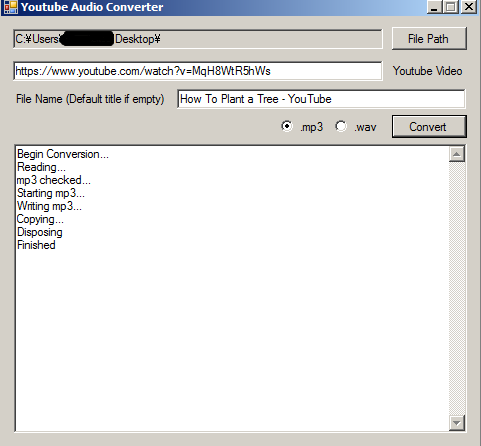 Youtube Audio Converter
C:¥Users¥ Desktop¥
File Path
https://www.youtube.com/watch?v=MqH8WtR5hWs
Youtube Video
File Name (Default title if empty)
How To Plant a Tree - YouTube
.mp3
.wav
Convert
Begin Conversion...
Reading...
mp3 checked...
Starting mp3...
Writing mp3...
Copying...
Disposing
Finished